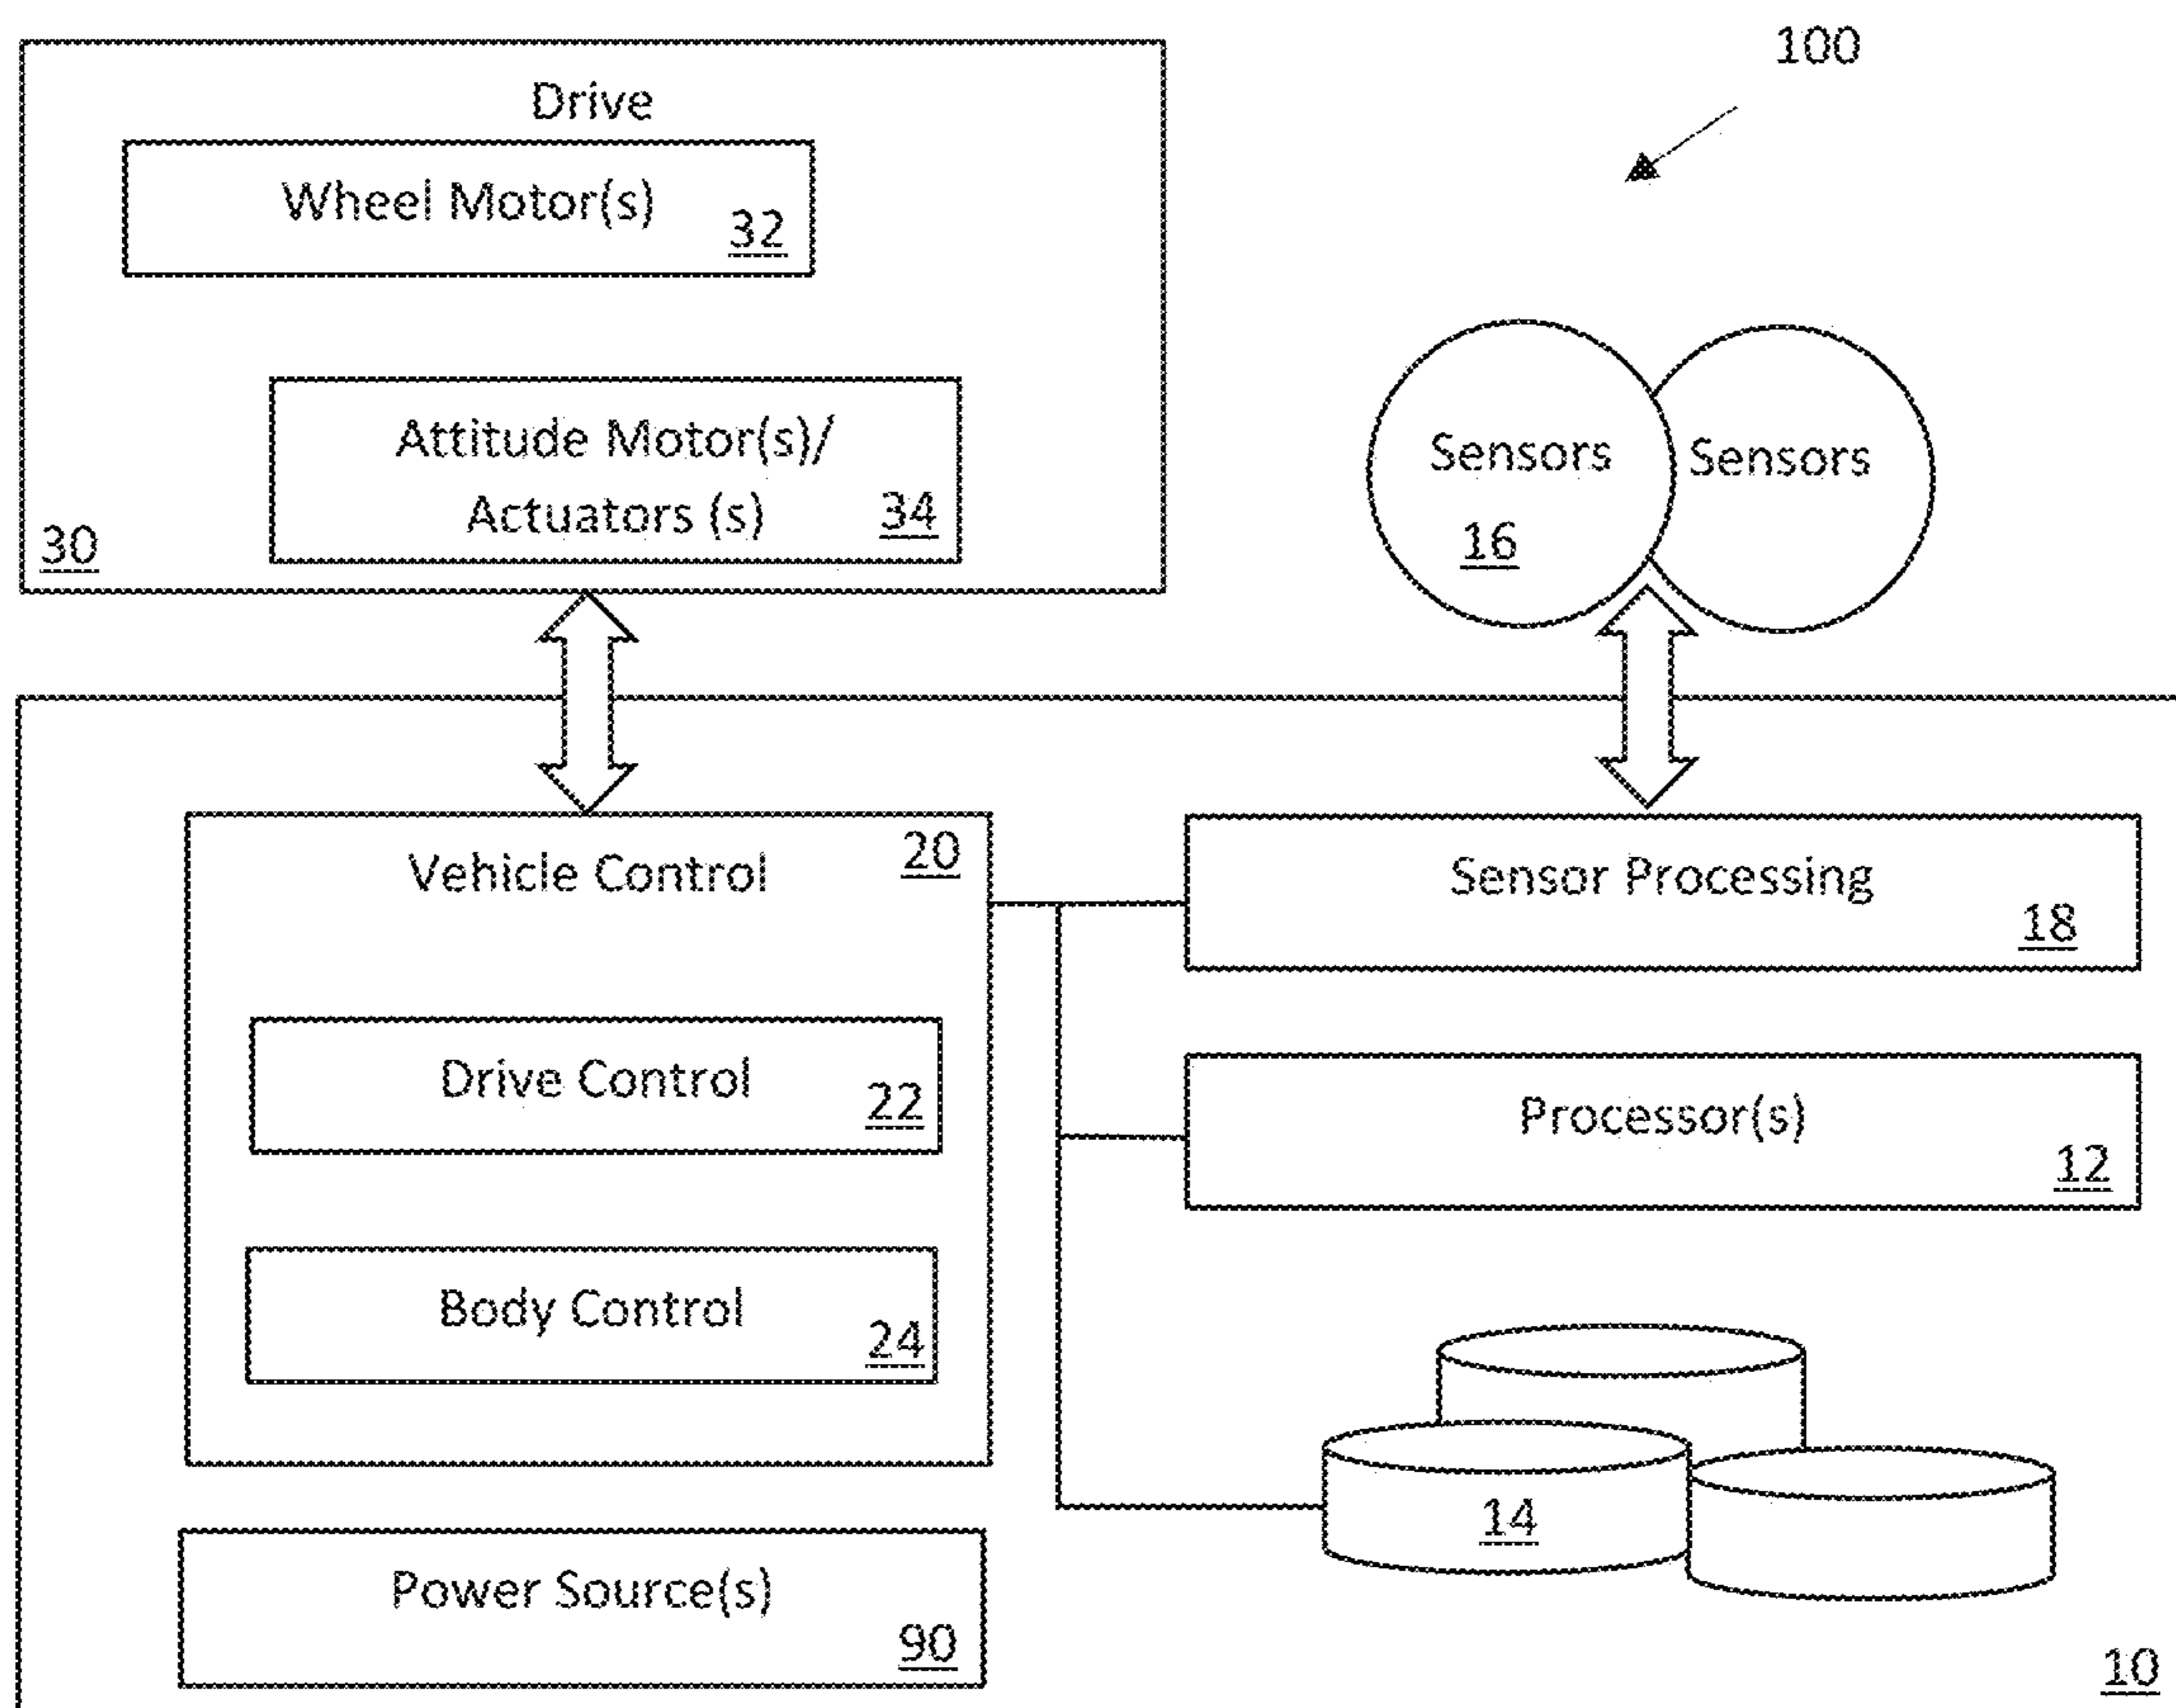 100
Drive
Wheel Motor(s)
32
Attitude Motor(s)/
Actuators (s)
34
30
Sensors
16
Sensors
Vehicle Control
20
Drive Control
22
Body Control
24
Power Source(s)
90
Sensor Processing
18
Processor(s)
12
14
10